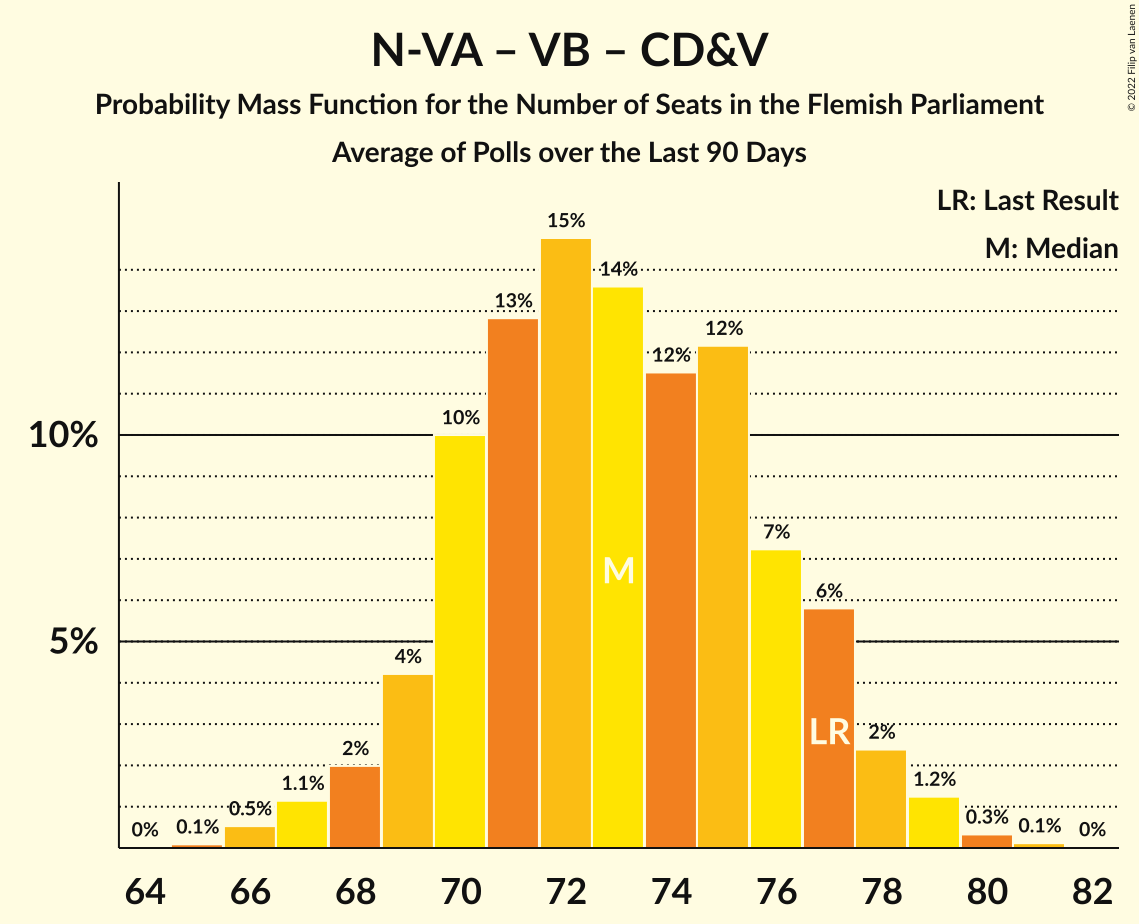 N-VA – VB – CD&V
Probability Mass Function for the Number of Seats in the Flemish Parliament
Average of Polls over the Last 90 Days
© 2022 Filip van Laenen
LR: Last Result
M: Median
15%
14%
13%
12%
12%
10%
10%
7%
M
6%
5%
4%
LR
2%
2%
1.1%
1.2%
0.5%
0.3%
0%
0.1%
0.1%
0%
64 66 68 70 72 74 76 78 80 82